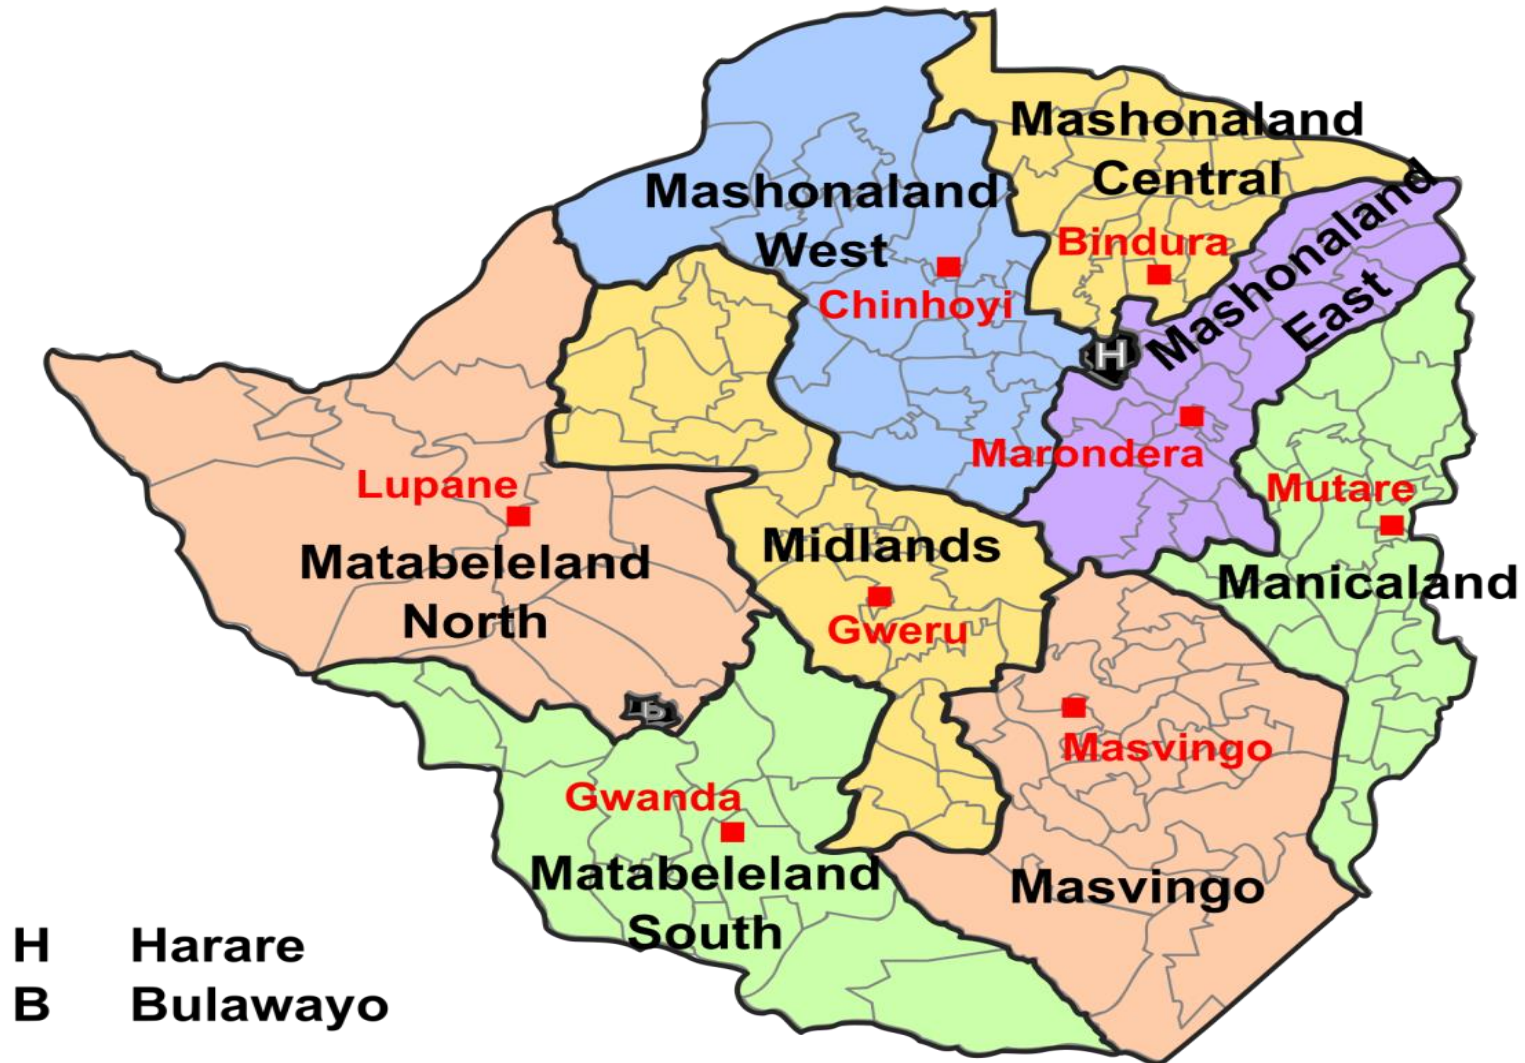 Mashonaland
Central
Mashonaland
West
Bindura
Chinhoyi
Mashonaland
East
H
Marondera
Lupane
Mutare
Midlands
Matabeleland
North
Manicaland
Gweru
B
Masvingo
Gwanda
Matabeleland
South
Masvingo
H Harare
B Bulawayo